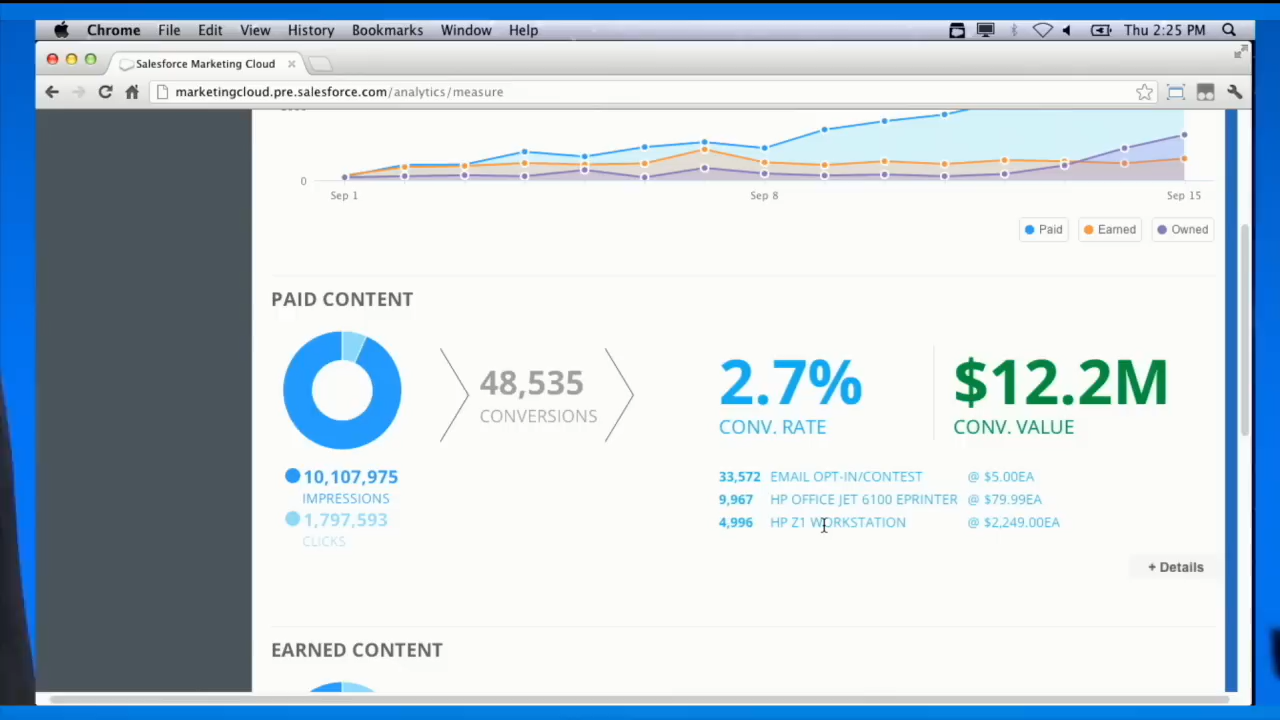 Chrome File Edit View History Bookmarks Window Help Thu 2:25 PM
Salesforce Marketing Cloud
marketingcloud.pre.salesforce.com/analytics/measure
0
Sep 1 Sep 8 Sep 15
Paid Earned Owned
PAID CONTENT
48,535
CONVERSIONS
2.7%
CONV. RATE
$12.2M
CONV. VALUE
10,107,975
IMPRESSIONS
1,797,593
CLICKS
33,572 EMAIL OPT-IN/CONTEST @ $5.00EA
9,967 HP OFFICE JET 6100 EPRINTER @ $79.99EA
4,996 HP Z1 WORKSTATION @ $2,249.00EA
+ Details
EARNED CONTENT